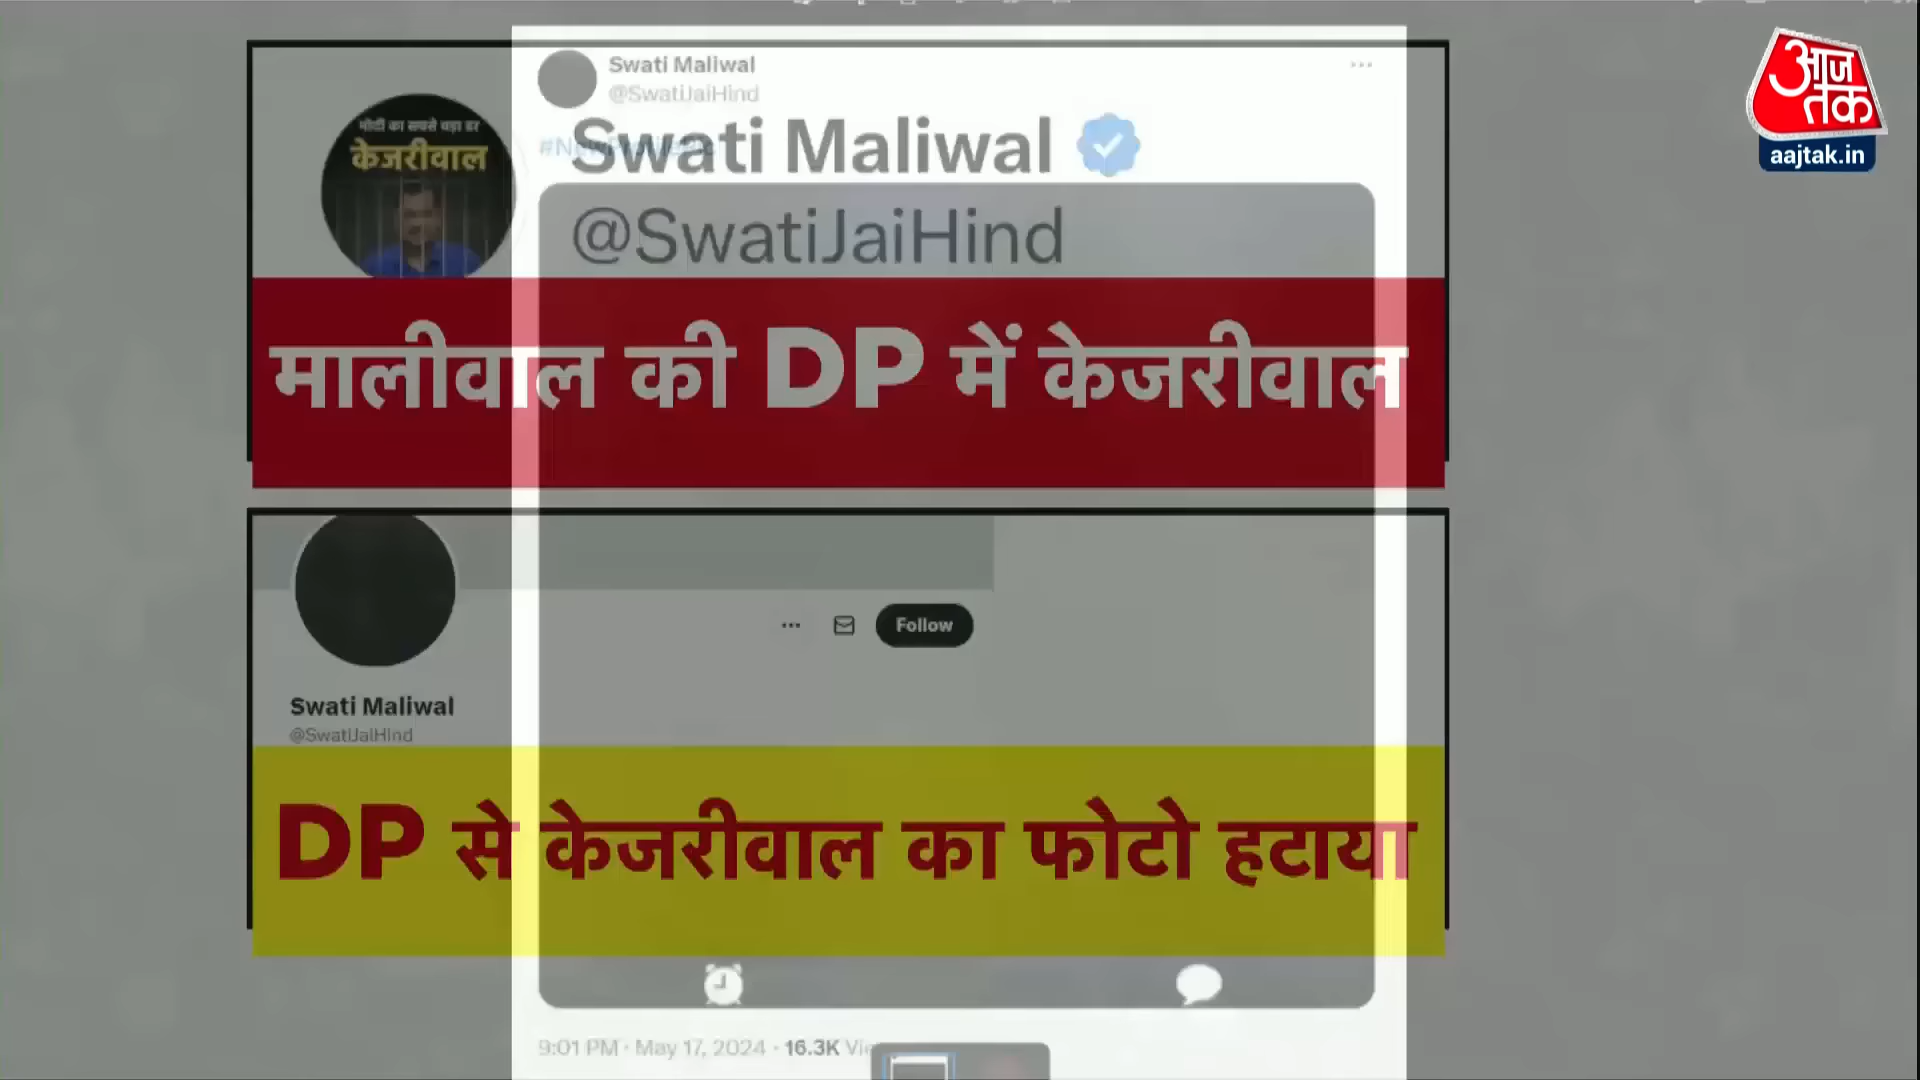 Swati Maliwal
@SwatiJaiHind
आज
तक
aajtak.in
मोदी का सबसे बड़ा डर
केजरीवाल
Swati Maliwal
@SwatiJaiHind
मालीवाल की DP में केजरीवाल
Follow
Swati Maliwal
@SwatiJaiHind
DP से केजरीवाल का फोटो हटाया
9:01 PM · May 17, 2024 · 16.3K